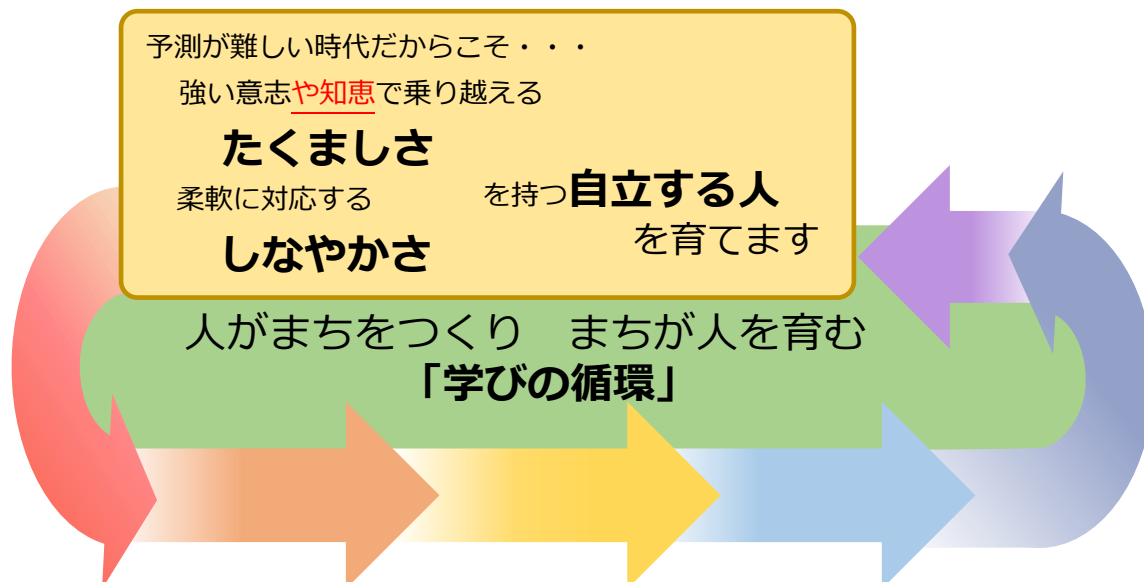 予測が難しい時代だからこそ・・・
強い意志や知恵で乗り越える
たくましさ
柔軟に対応する
しなやかさ
を持つ自立する人
を育てます
人がまちをつくり　まちが人を育む
「学びの循環」